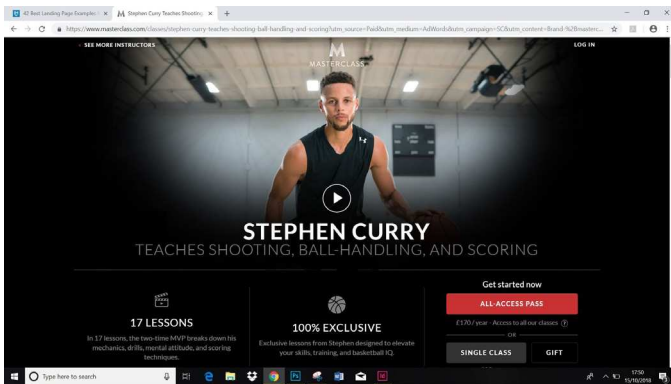 42 Best Landing Page Examples
Stephen Curry Teaches Shooting
https://www.masterclass.com/classes/stephen-curry-teaches-shooting-ball-handling-and-scoring?utm_source=Paid&utm_medium=AdWords&utm_campaign=SC&utm_content=Brand-%2Bmasterc...
SEE MORE INSTRUCTORS
LOG IN
MASTERCLASS
STEPHEN CURRY
TEACHES SHOOTING, BALL-HANDLING, AND SCORING
17 LESSONS
In 17 lessons, the two-time MVP breaks down his
mechanics, drills, mental attitude, and scoring
techniques.
100% EXCLUSIVE
Exclusive lessons from Stephen designed to elevate
your skills, training, and basketball IQ.
Get started now
ALL-ACCESS PASS
£170 / year - Access to all our classes ?
OR
SINGLE CLASS
GIFT
Type here to search
17:50
15/10/2018